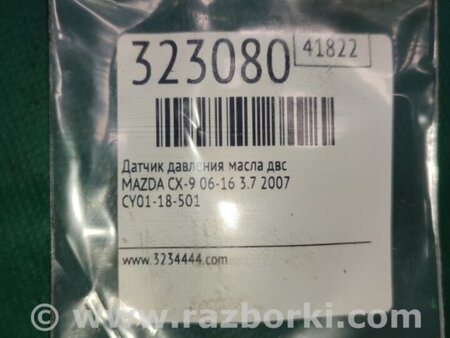 323080 41822
Датчик давления масла двс
MAZDA CX-9 06-16 3.7 2007
CY01-18-501
www.3234444.com
© www.razborki.com